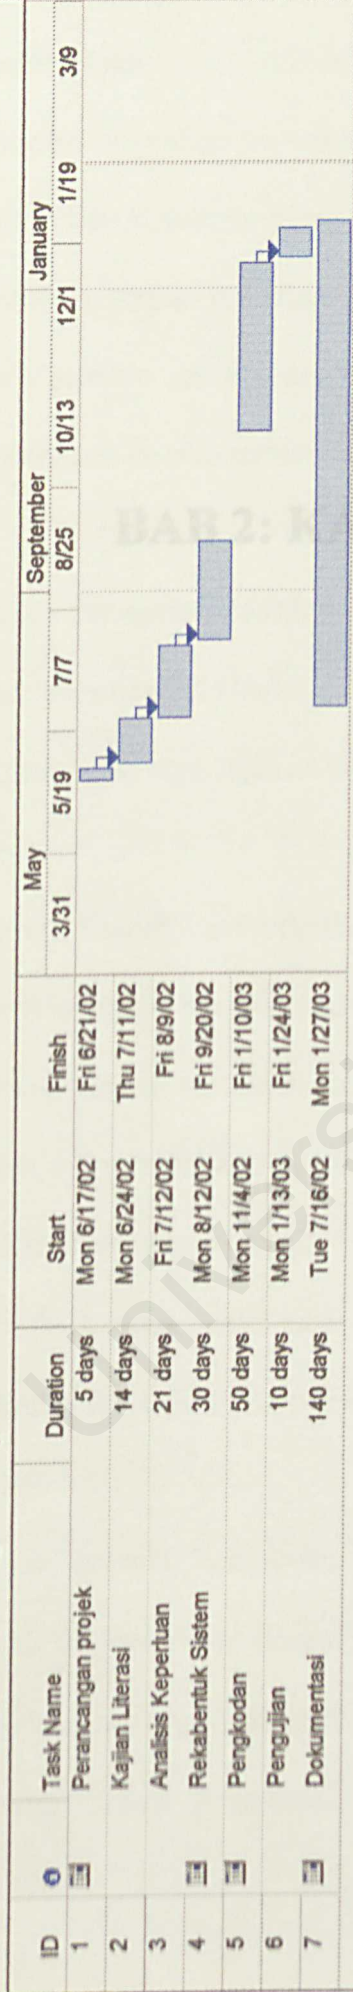 ID Task Name Duration Start Finish May September January
3/31 5/19 7/7 8/25 10/13 12/1 1/19 3/9
1 Perancangan projek 5 days Mon 6/17/02 Fri 6/21/02
2 Kajian Literasi 14 days Mon 6/24/02 Thu 7/11/02
3 Analisis Keperluan 21 days Fri 7/12/02 Fri 8/9/02
4 Rekabentuk Sistem 30 days Mon 8/12/02 Fri 9/20/02
5 Pengkodan 50 days Mon 11/4/02 Fri 1/10/03
6 Pengujian 10 days Mon 1/13/03 Fri 1/24/03
7 Dokumentasi 140 days Tue 7/16/02 Mon 1/27/03
BAB 2: KA